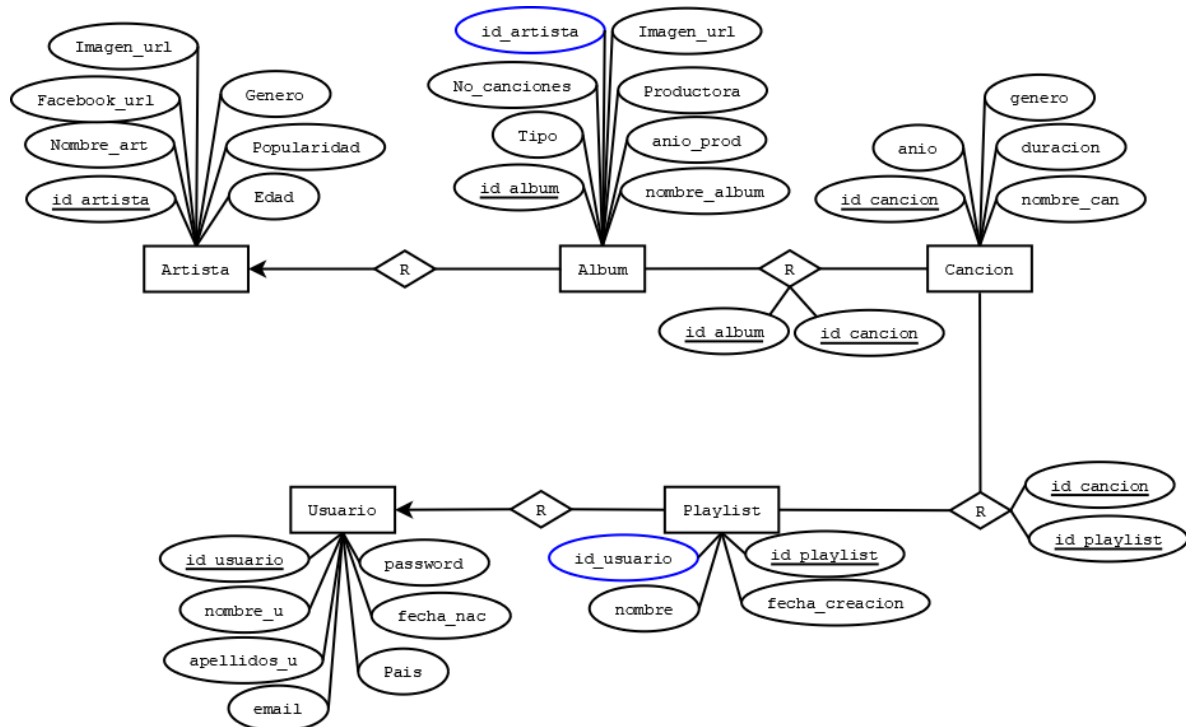 Imagen_url
Facebook_url
Genero
Nombre_art
Popularidad
id_artista
Edad
Artista
R
id_artista
Imagen_url
No_canciones
Productora
Tipo
anio_prod
id_album
nombre_album
Album
R
id_album
id_cancion
genero
anio
duracion
id_cancion
nombre_can
Cancion
Usuario
R
Playlist
R
id_cancion
id_playlist
id_usuario
password
nombre_u
fecha_nac
apellidos_u
Pais
email
id_usuario
id_playlist
nombre
fecha_creacion